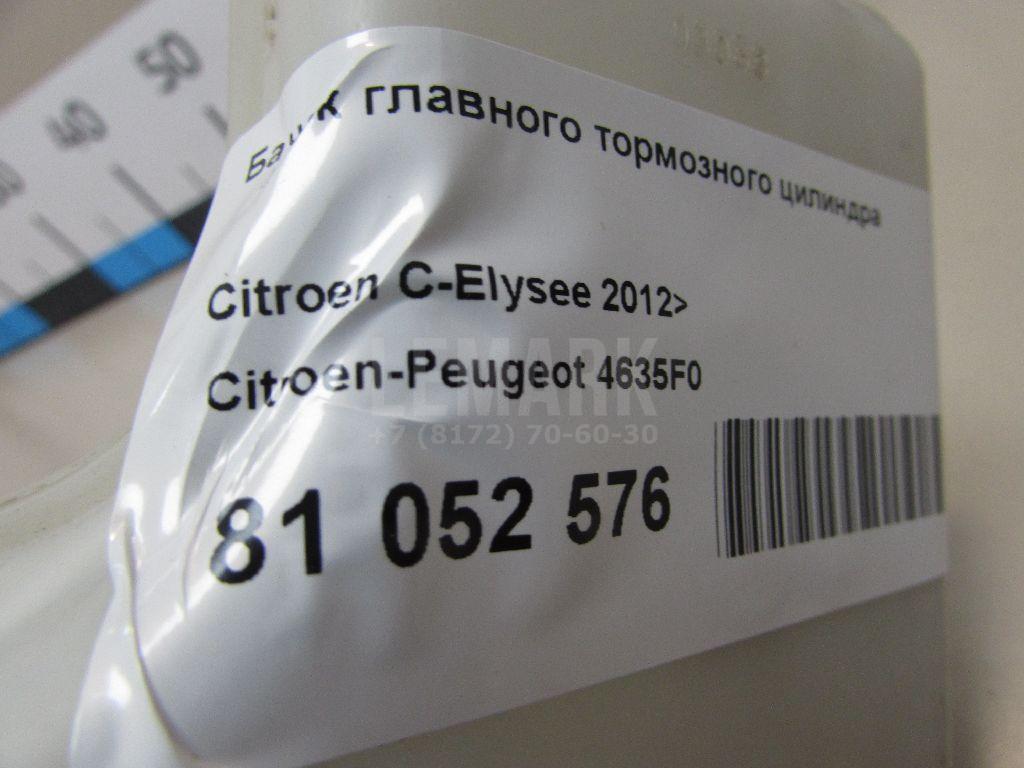 50
40
Бачок главного тормозного цилиндра
Citroen C-Elysee 2012>
Citroen-Peugeot 4635F0
LEMARK
+7 (8172) 70-60-30
81 052 576